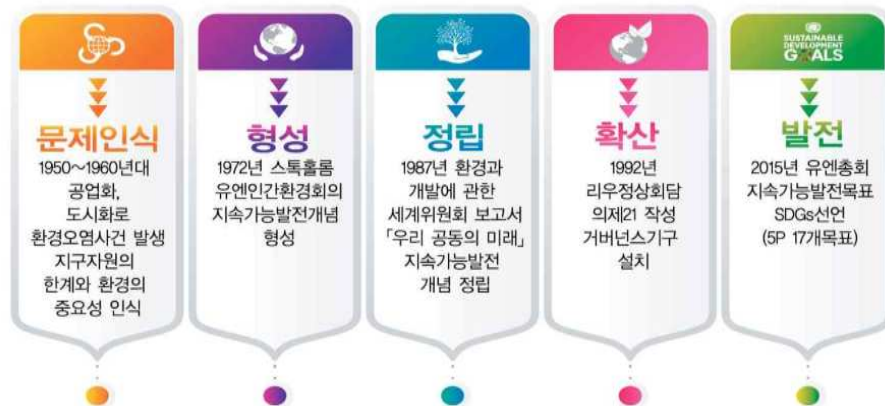 SUSTAINABLE
DEVELOPMENT
GOALS
문제인식
1950~1960년대
공업화,
도시화로
환경오염사건 발생
지구자원의
한계와 환경의
중요성 인식
형성
1972년 스톡홀롬
유엔인간환경회의
지속가능발전개념
형성
정립
1987년 환경과
개발에 관한
세계위원회 보고서
「우리 공동의 미래」
지속가능발전
개념 정립
확산
1992년
리우정상회담
의제21 작성
거버넌스기구
설치
발전
2015년 유엔총회
지속가능발전목표
SDGs선언
(5P 17개목표)